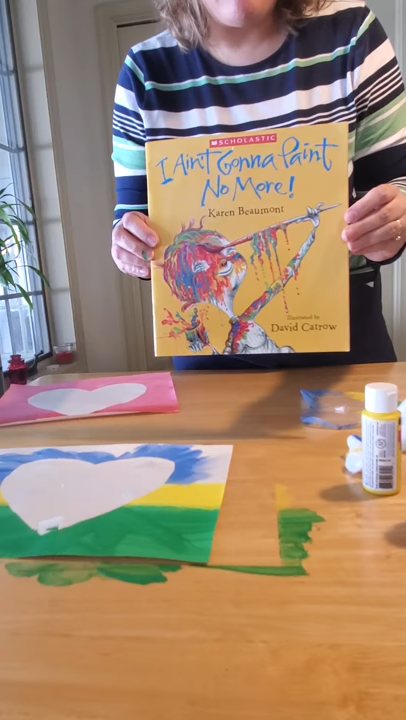 SCHOLASTIC
I Ain't Gonna Paint
No More!
Karen Beaumont
Illustrated by
David Catrow